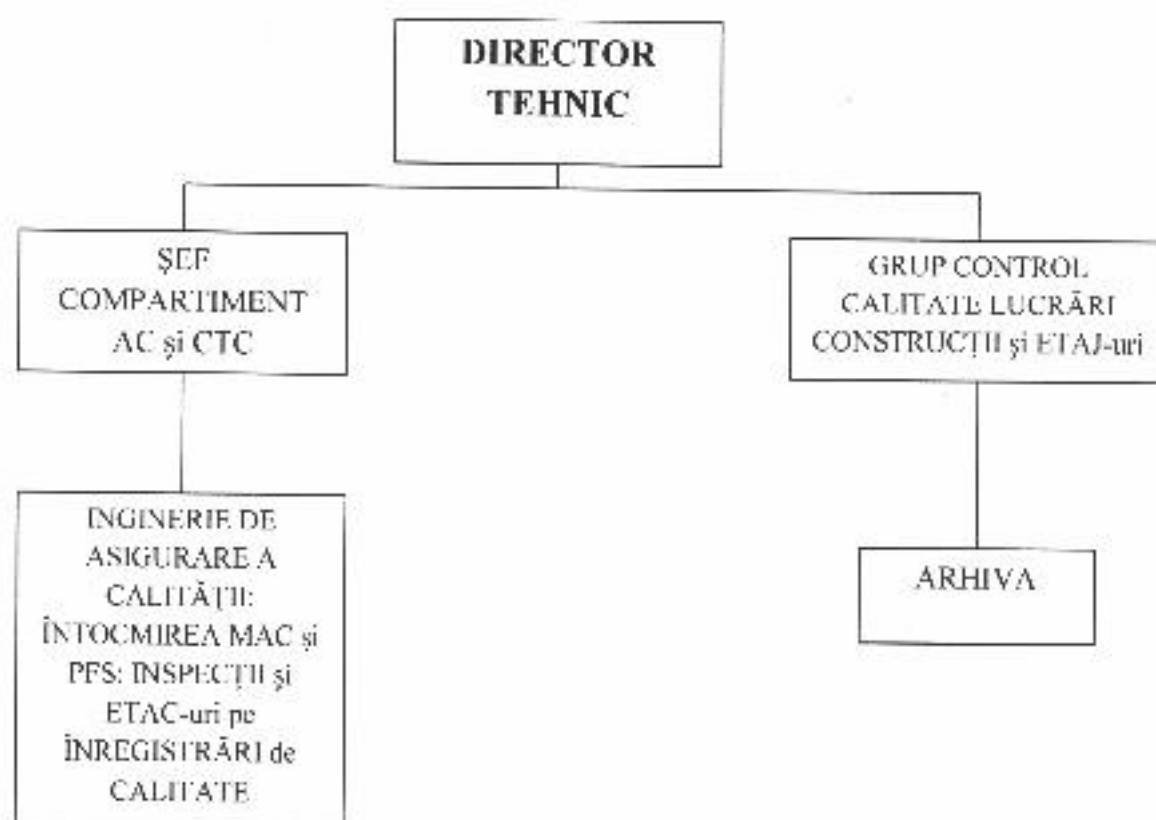 DIRECTOR
TEHNIC
ŞEF
COMPARTIMENT
AC şi CTC
GRUP CONTROL
CALITATE LUCRĂRI
CONSTRUCŢII şi ETAJ-uri
INGINERIE DE
ASIGURARE A
CALITĂŢII:
ÎNTOCMIREA MAC şi
PFS: INSPECŢII şi
ETAC-uri pe
ÎNREGISTRĂRI de
CALITATE
ARHIVA